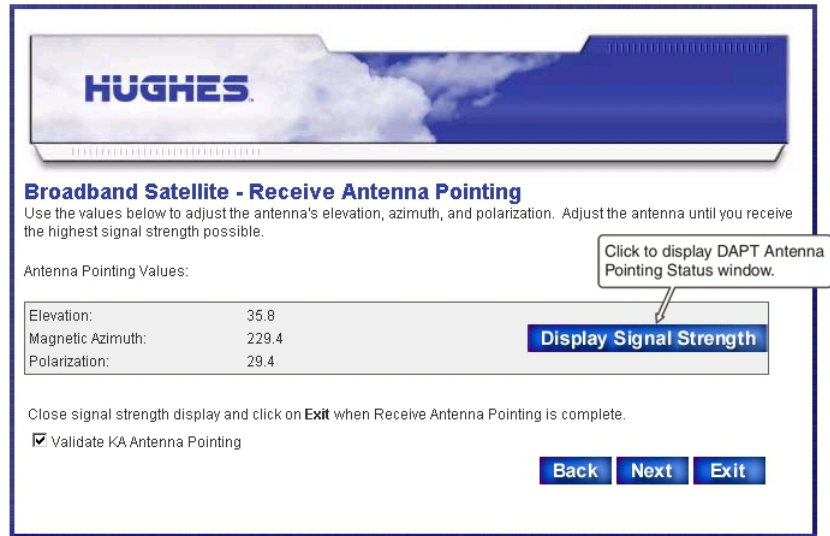 HUGHES.
Broadband Satellite - Receive Antenna Pointing
Use the values below to adjust the antenna's elevation, azimuth, and polarization. Adjust the antenna until you receive
the highest signal strength possible.
Click to display DAPT Antenna
Pointing Status window.
Antenna Pointing Values:
Elevation: 35.8
Magnetic Azimuth: 229.4
Display Signal Strength
Polarization: 29.4
Close signal strength display and click on Exit when Receive Antenna Pointing is complete.
Validate KA Antenna Pointing
Back Next Exit